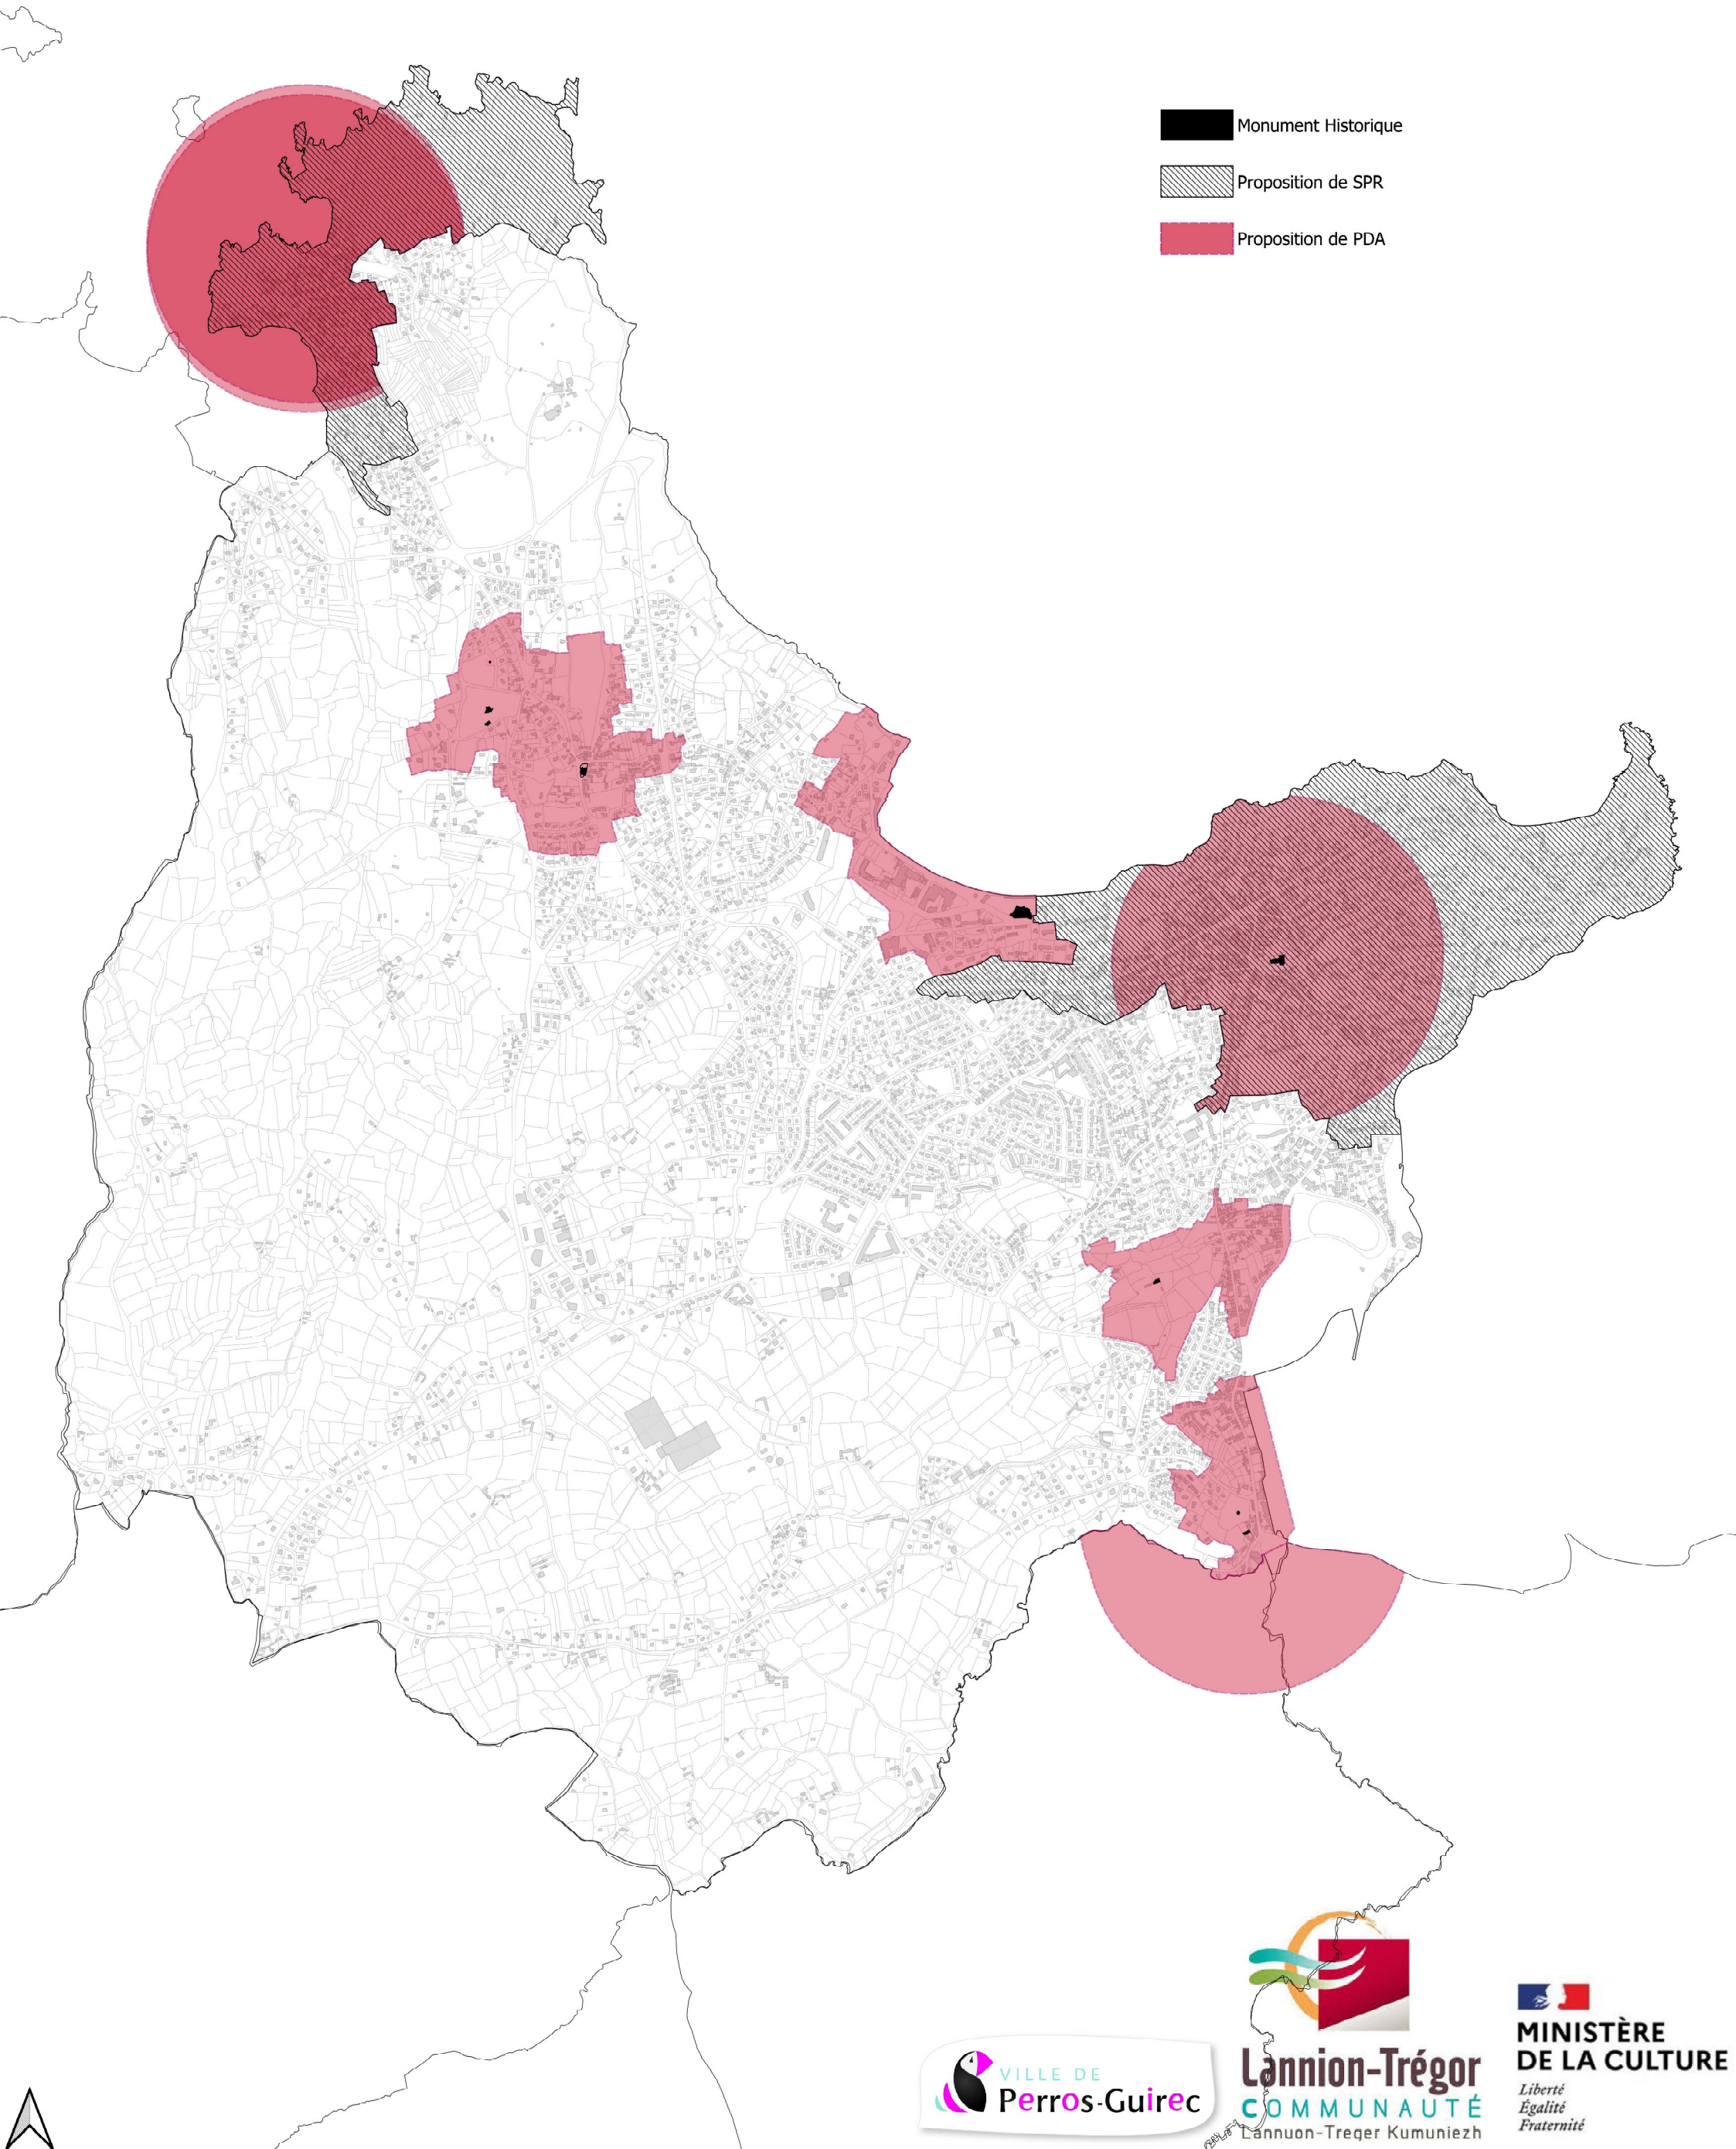 Monument Historique
Proposition de SPR
Proposition de PDA
VILLE DE
Perros-Guirec
Lannion-Trégor
COMMUNAUTÉ
Lannuon-Treger Kumuniezh
MINISTÈRE
DE LA CULTURE
Liberté
Égalité
Fraternité